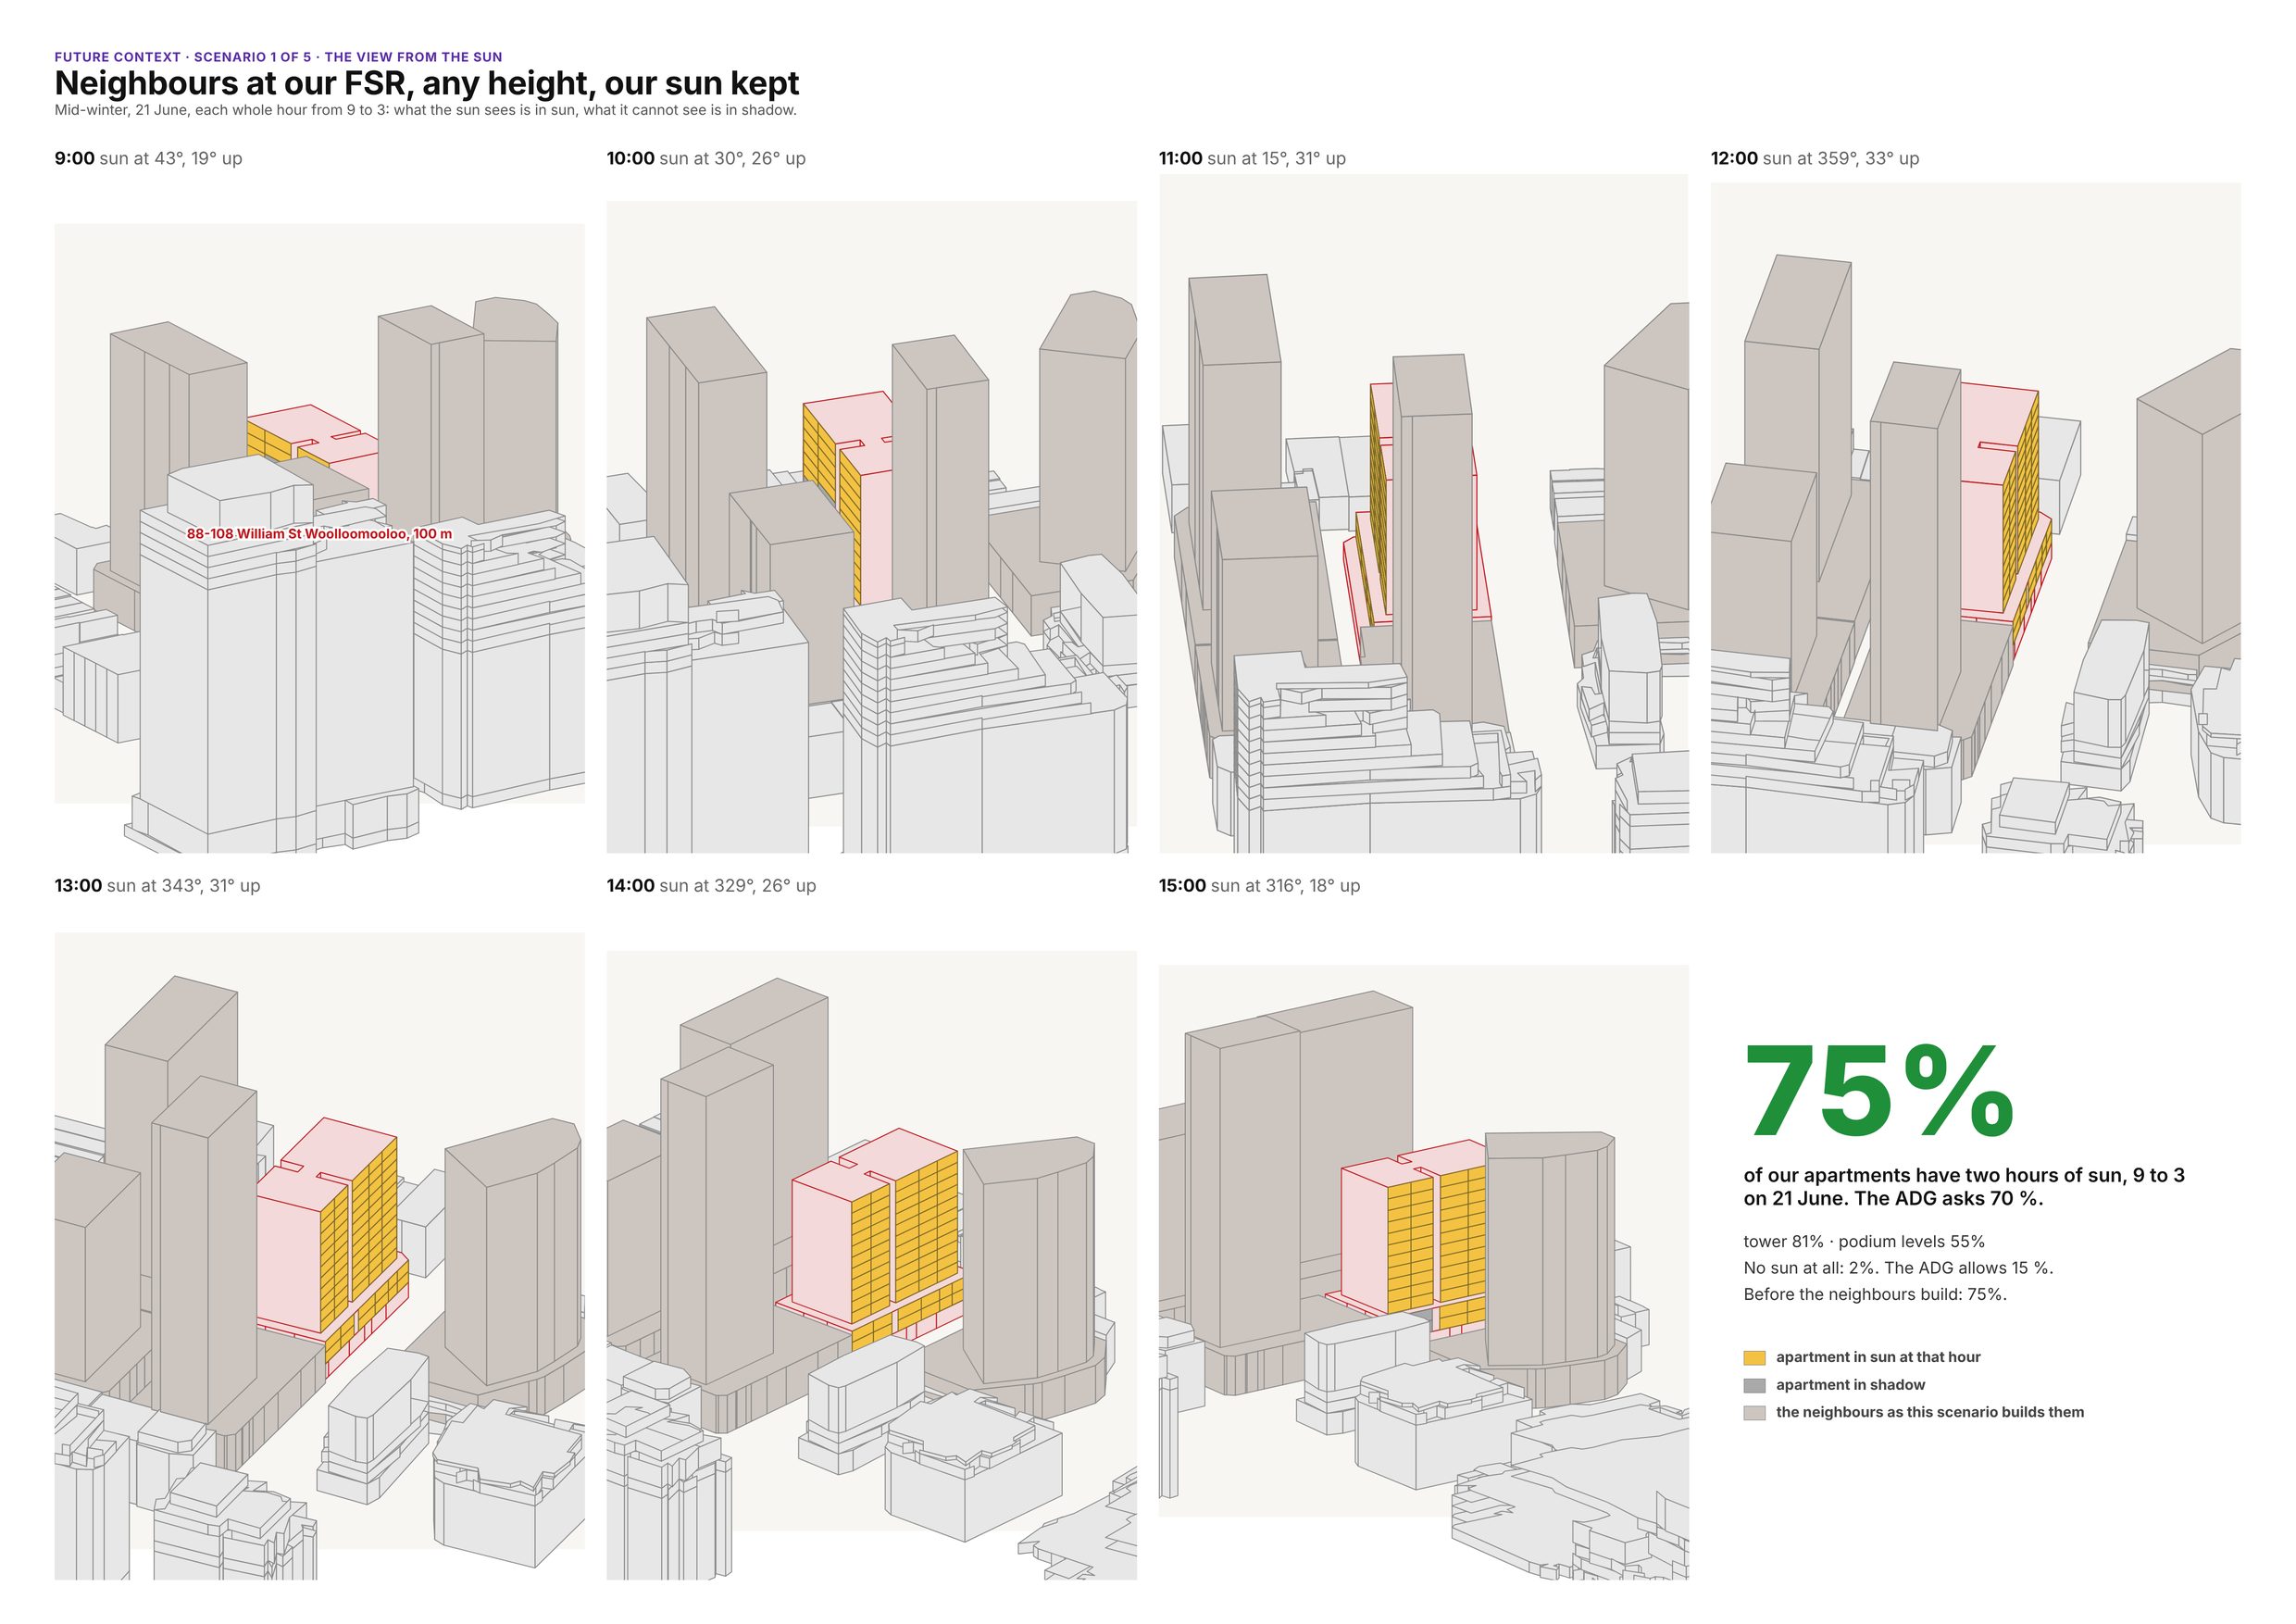 FUTURE CONTEXT · SCENARIO 1 OF 5 · THE VIEW FROM THE SUN
Neighbours at our FSR, any height, our sun kept
Mid-winter, 21 June, each whole hour from 9 to 3: what the sun sees is in sun, what it cannot see is in shadow.
9:00 sun at 43°, 19° up
10:00 sun at 30°, 26° up
11:00 sun at 15°, 31° up
12:00 sun at 359°, 33° up
88-108 William St Woolloomooloo, 100 m
13:00 sun at 343°, 31° up
14:00 sun at 329°, 26° up
15:00 sun at 316°, 18° up
75%
of our apartments have two hours of sun, 9 to 3
on 21 June. The ADG asks 70 %.
tower 81% · podium levels 55%
No sun at all: 2%. The ADG allows 15 %.
Before the neighbours build: 75%.
apartment in sun at that hour
apartment in shadow
the neighbours as this scenario builds them